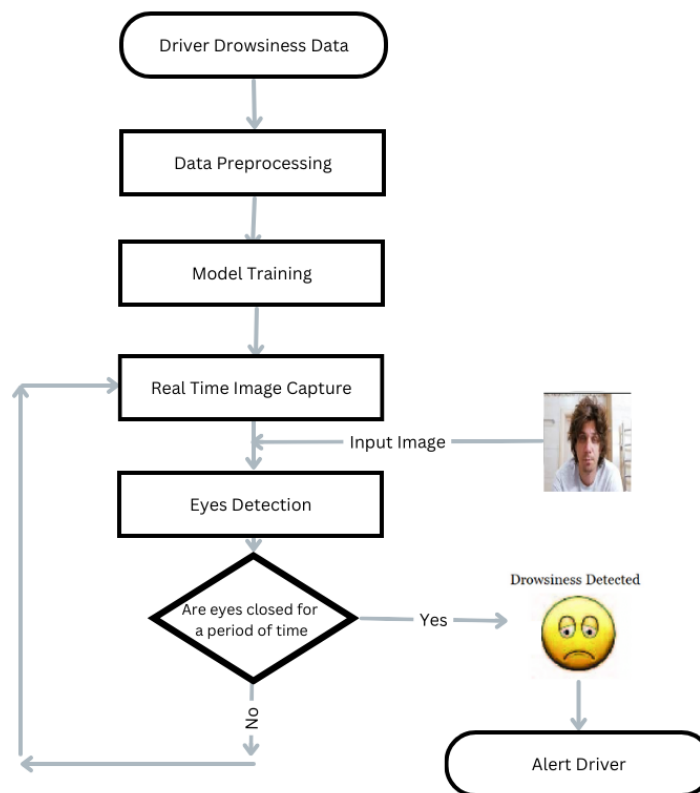 Driver Drowsiness Data
Data Preprocessing
Model Training
Real Time Image Capture
Input Image
Eyes Detection
Drowsiness Detected
Are eyes closed for
a period of time
Yes
No
Alert Driver